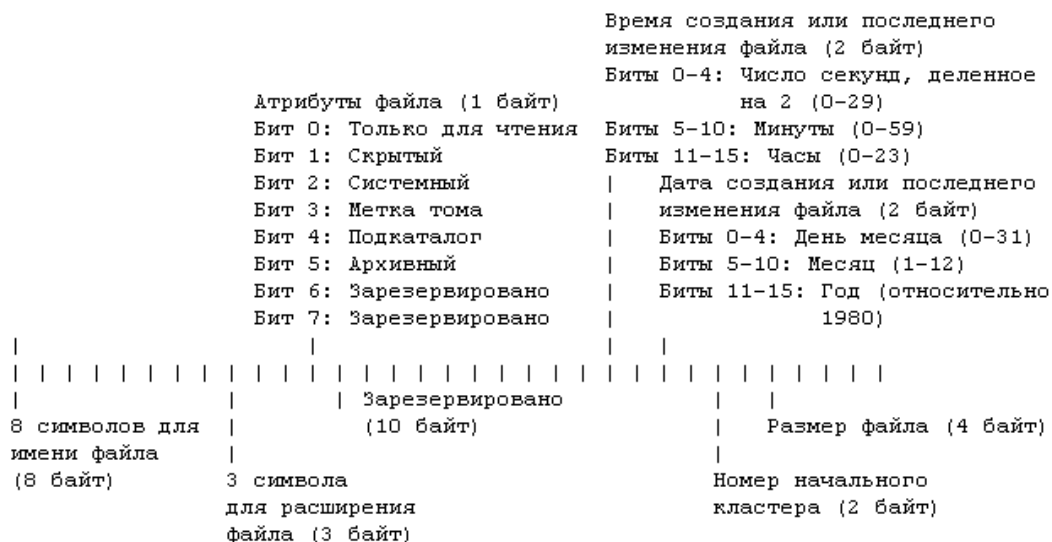 Время создания или последнего
изменения файла (2 байт)
Биты 0-4: Число секунд, деленное
на 2 (0-29)
Биты 5-10: Минуты (0-59)
Биты 11-15: Часы (0-23)
Атрибуты файла (1 байт)
Бит 0: Только для чтения
Бит 1: Скрытый
Бит 2: Системный
Бит 3: Метка тома
Бит 4: Подкаталог
Бит 5: Архивный
Бит 6: Зарезервировано
Бит 7: Зарезервировано
Дата создания или последнего
изменения файла (2 байт)
Биты 0-4: День месяца (0-31)
Биты 5-10: Месяц (1-12)
Биты 11-15: Год (относительно
1980)
8 символов для
имени файла
(8 байт)
3 символа
для расширения
файла (3 байт)
Зарезервировано
(10 байт)
Номер начального
кластера (2 байт)
Размер файла (4 байт)